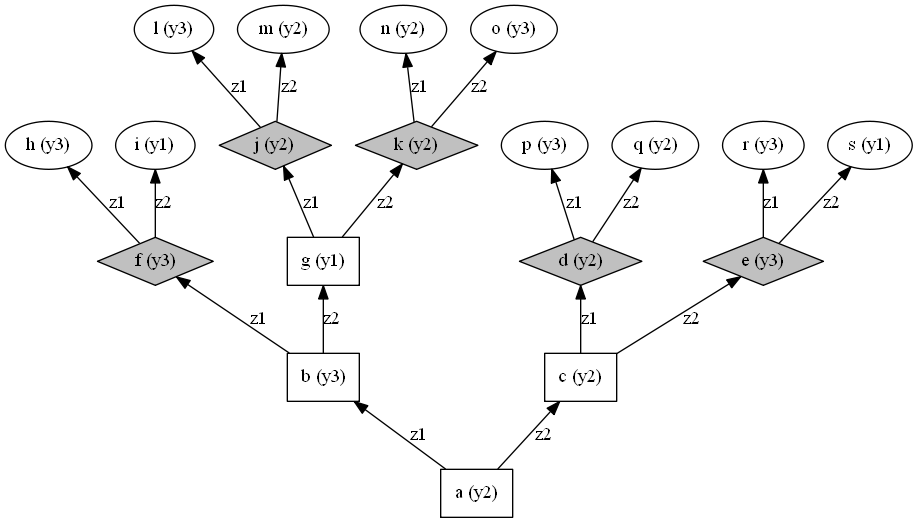 l (y3) m (y2) n (y2) o (y3)
z1 z2 z1 z2
h (y3) i (y1) j (y2) k (y2) p (y3) q (y2) r (y3) s (y1)
z1 z2 z1 z2 z1 z2 z1 z2
f (y3) g (y1) d (y2) e (y3)
z1 z2 z1 z2
b (y3) c (y2)
z1 z2
a (y2)